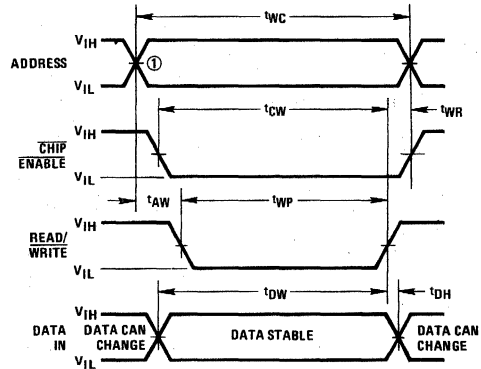 tWC
VIH
ADDRESS
①
VIL
tCW
tWR
VIH
CHIP
ENABLE
VIL
tAW
tWP
VIH
READ/
WRITE
VIL
tDW
tDH
VIH
DATA
IN
DATA CAN
CHANGE
DATA STABLE
DATA CAN
CHANGE
VIL